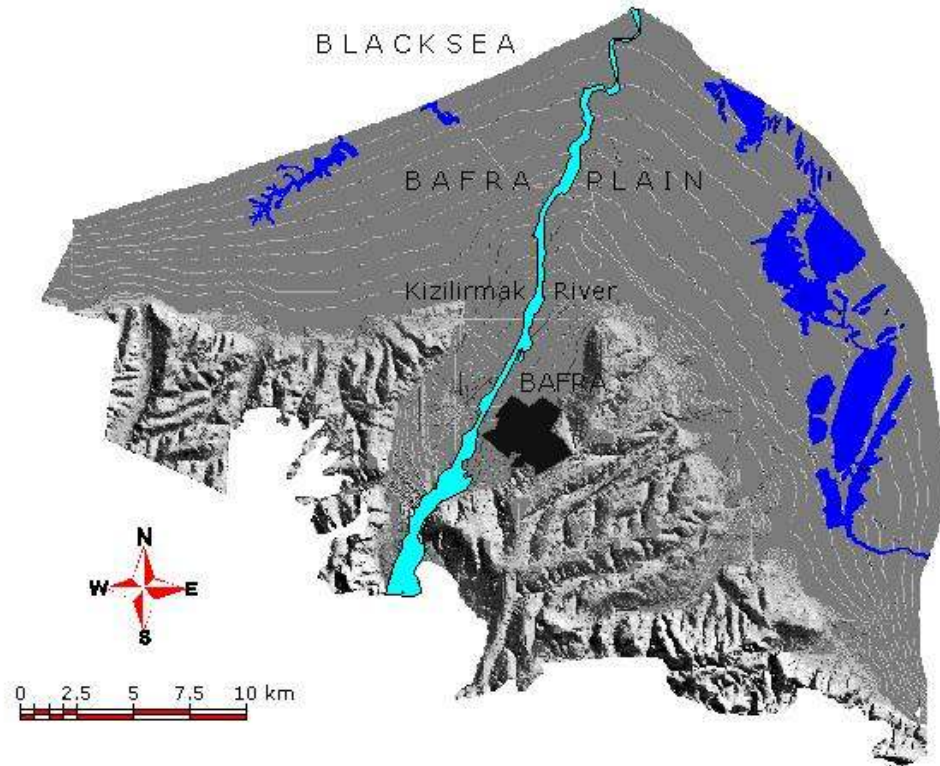 BLACKSEA
BAFRA PLAIN
Kizilirmak River
BAFRA
N
W E
S
0 2.5 5 7.5 10 km